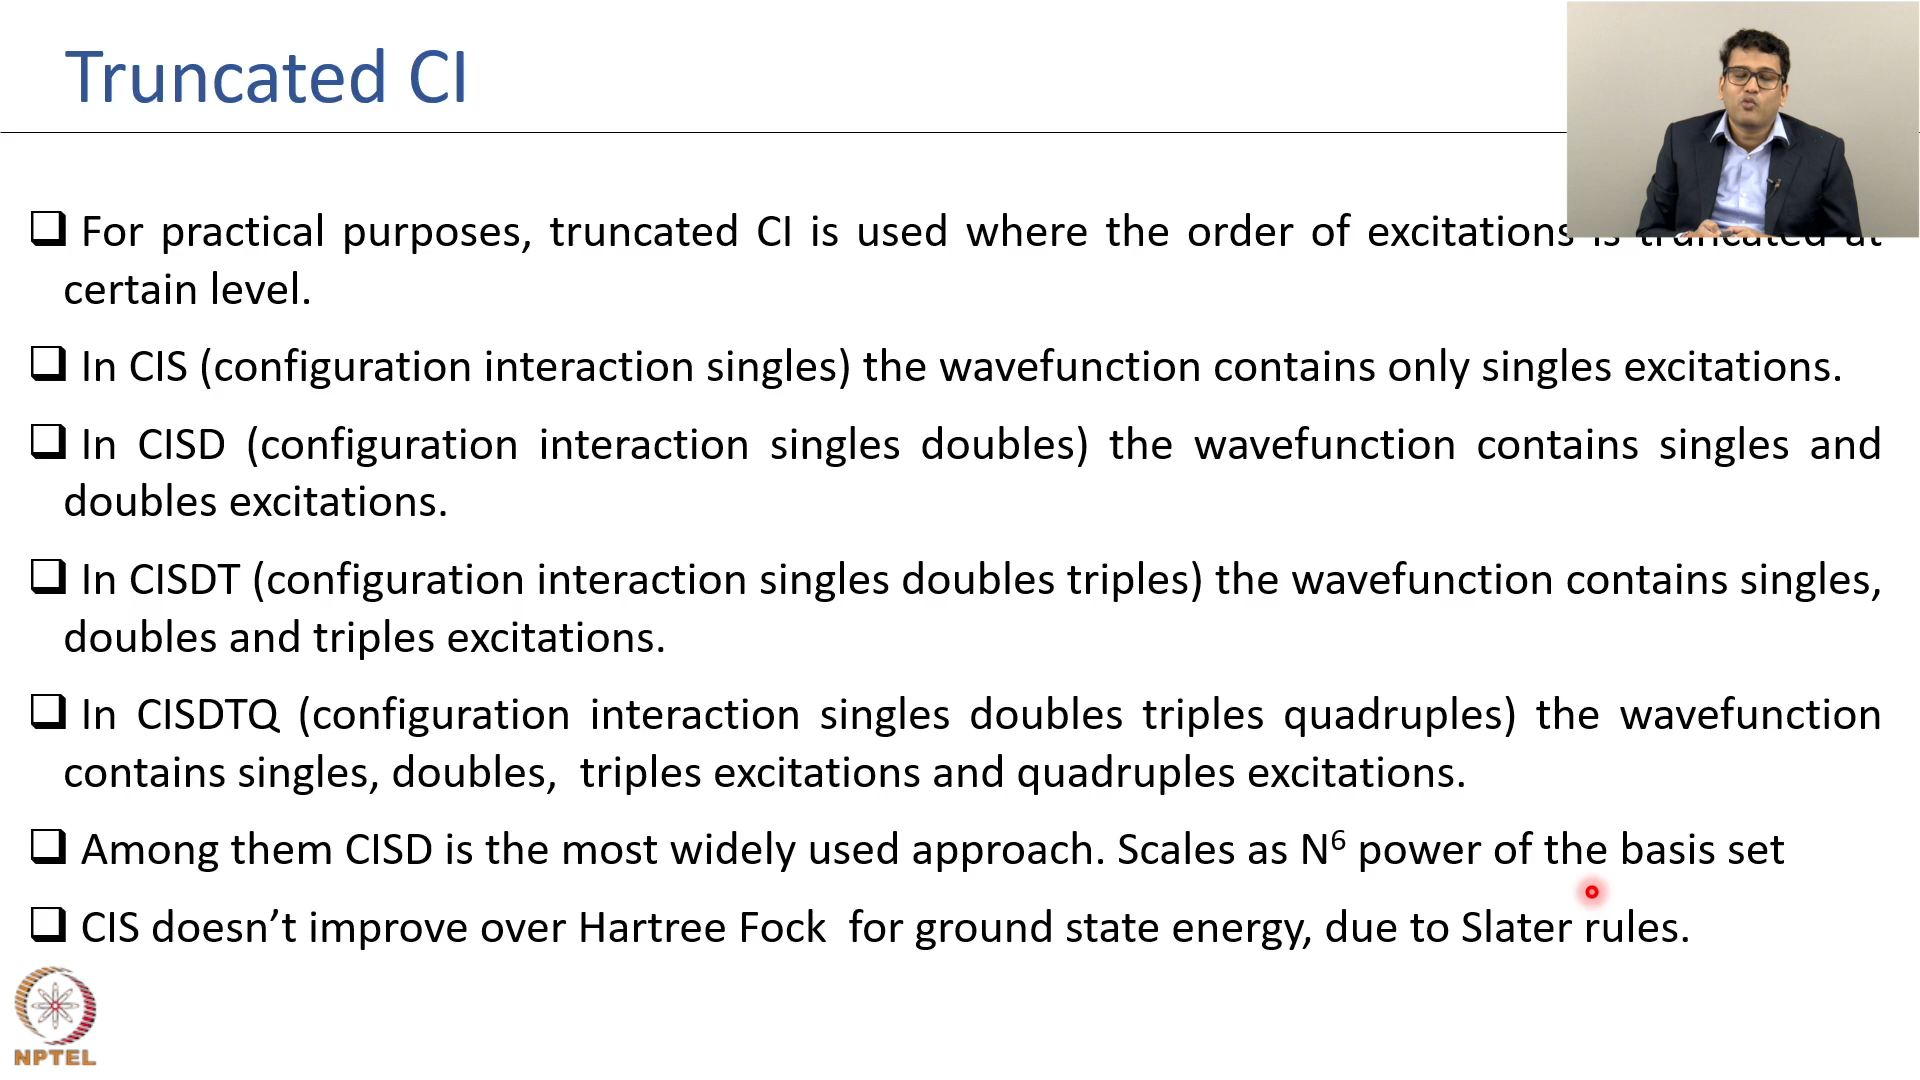 Truncated CI
❑ For practical purposes, truncated CI is used where the order of excitations is truncated at
certain level.
❑ In CIS (configuration interaction singles) the wavefunction contains only singles excitations.
❑ In CISD (configuration interaction singles doubles) the wavefunction contains singles and
doubles excitations.
❑ In CISDT (configuration interaction singles doubles triples) the wavefunction contains singles,
doubles and triples excitations.
❑ In CISDTQ (configuration interaction singles doubles triples quadruples) the wavefunction
contains singles, doubles,  triples excitations and quadruples excitations.
❑ Among them CISD is the most widely used approach. Scales as N⁶ power of the basis set
❑ CIS doesn’t improve over Hartree Fock  for ground state energy, due to Slater rules.
NPTEL